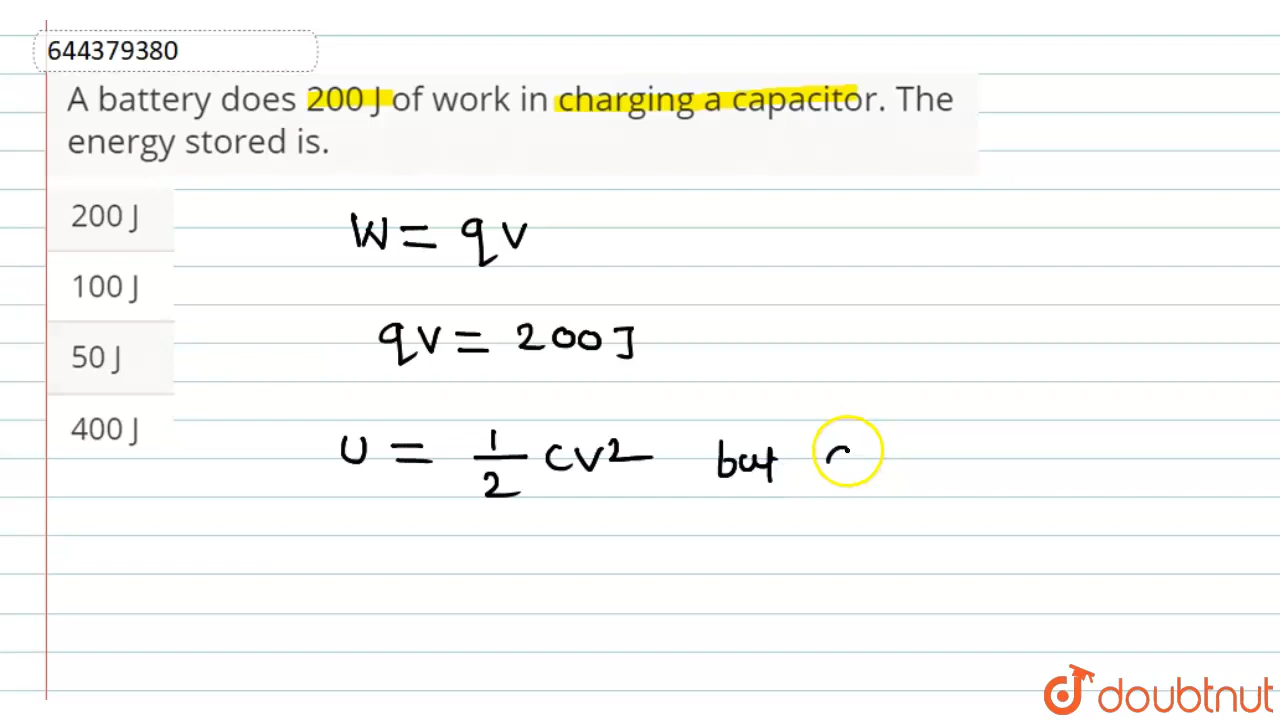 644379380
A battery does 200 J of work in charging a capacitor. The
energy stored is.
200 J
W = qv
100 J
qv = 200J
50 J
400 J
U = 1/2 CV2 but
doubtnut